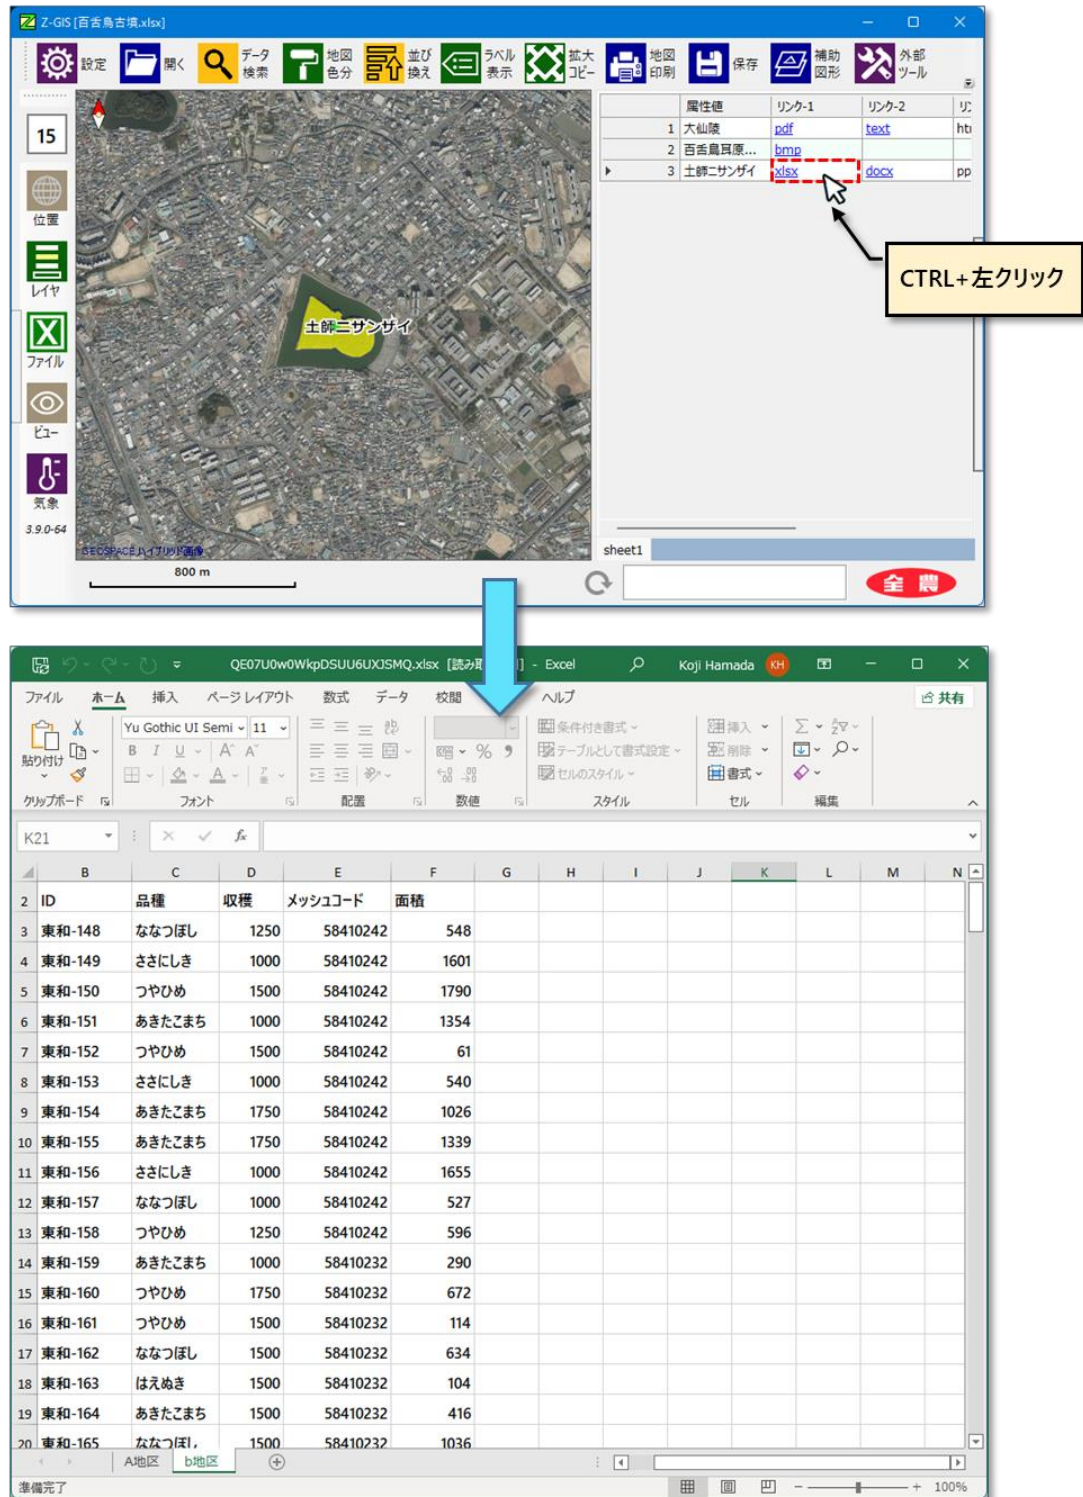 Z-GIS [百舌鳥古墳.xlsx]
設定 開く データ検索 地図色分 並び換え ラベル表示 拡大コピー 地図印刷 保存 補助図形 外部ツール
15
位置
レイヤ
ファイル
ビュー
気象
3.9.0-64
土師ニサンザイ
GEOSPACE ハイブリッド画像
800 m
属性値 リンク-1 リンク-2
1 大仙陵 pdf text
2 百舌鳥耳原... bmp
3 土師ニサンザイ xlsx docx pp
CTRL+左クリック
sheet1
全農
QE07U0w0WkpDSUU6UXJSMQ.xlsx - Excel Koji Hamada KH
ファイル ホーム 挿入 ページ レイアウト 数式 データ 校閲 ヘルプ 共有
貼り付け
Yu Gothic UI Semi 11
B I U A A
条件付き書式
テーブルとして書式設定
セルのスタイル
挿入
削除
書式
クリップボード フォント 配置 数値 スタイル セル 編集
K21 fx
B C D E F G H I J K L M N
2 ID 品種 収穫 メッシュコード 面積
3 東和-148 ななつぼし 1250 58410242 548
4 東和-149 ささにしき 1000 58410242 1601
5 東和-150 つやひめ 1500 58410242 1790
6 東和-151 あきたこまち 1000 58410242 1354
7 東和-152 つやひめ 1500 58410242 61
8 東和-153 ささにしき 1000 58410242 540
9 東和-154 あきたこまち 1750 58410242 1026
10 東和-155 あきたこまち 1750 58410242 1339
11 東和-156 ささにしき 1000 58410242 1655
12 東和-157 ななつぼし 1000 58410242 527
13 東和-158 つやひめ 1250 58410242 596
14 東和-159 あきたこまち 1000 58410232 290
15 東和-160 つやひめ 1750 58410232 672
16 東和-161 つやひめ 1500 58410232 114
17 東和-162 ななつぼし 1500 58410232 634
18 東和-163 はえぬき 1500 58410232 104
19 東和-164 あきたこまち 1500 58410232 416
20 東和-165 ななつぼし 1500 58410232 1036
A地区 b地区
準備完了 100%